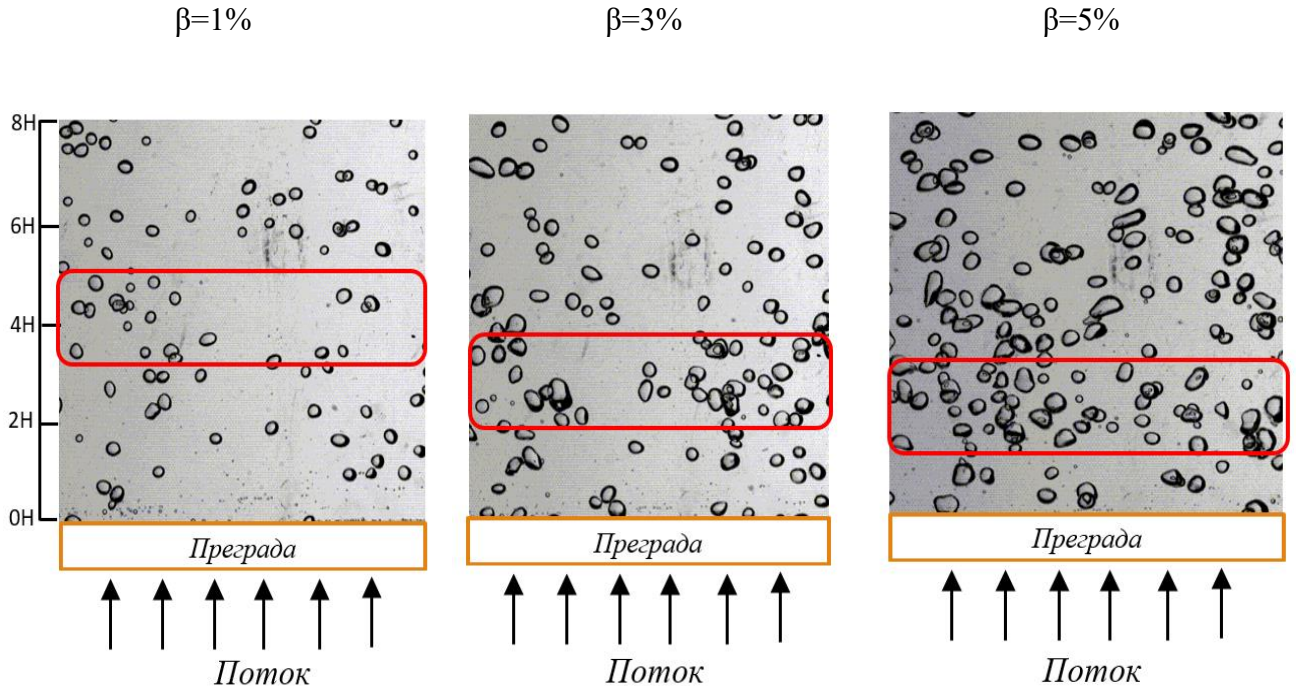 β=1%
β=3%
β=5%
8H
6H
4H
2H
0H
Преграда
Преграда
Преграда
Поток
Поток
Поток